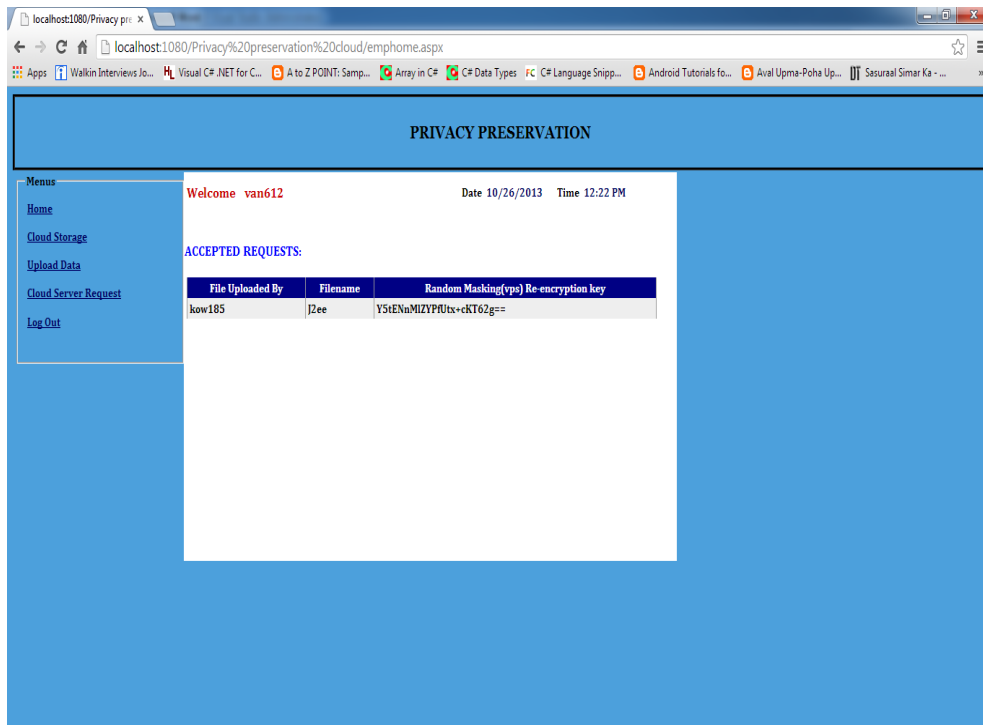 localhost:1080/Privacy pre
localhost:1080/Privacy%20preservation%20cloud/emphome.aspx
Apps Walkin Interviews Jo... HL Visual C# .NET for C... A to Z POINT: Samp... Array in C# C# Data Types FC C# Language Snipp... Android Tutorials fo... Aval Upma-Poha Up... Sasuraal Simar Ka - ... »
PRIVACY PRESERVATION
Menus
Home
Cloud Storage
Upload Data
Cloud Server Request
Log Out
Welcome van612 Date 10/26/2013 Time 12:22 PM
ACCEPTED REQUESTS:
File Uploaded By Filename Random Masking(vps) Re-encryption key
kow185 J2ee Y5tENnMlZYPfUtx+cKT62g==